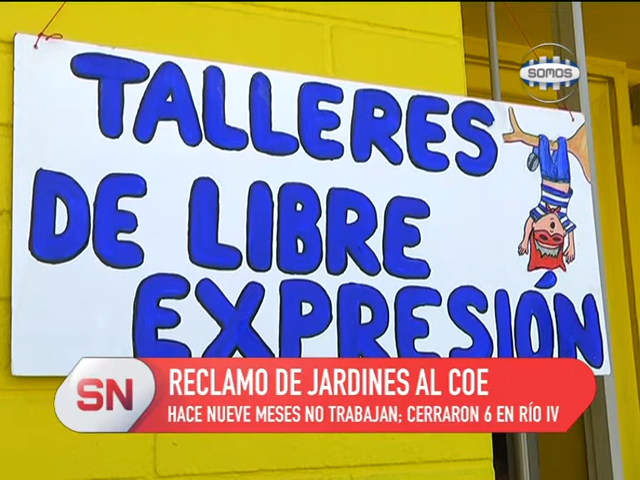 SOMOS
TALLERES
DE LIBRE
EXPRESIÓN
SN
RECLAMO DE JARDINES AL COE
HACE NUEVE MESES NO TRABAJAN; CERRARON 6 EN RÍO IV